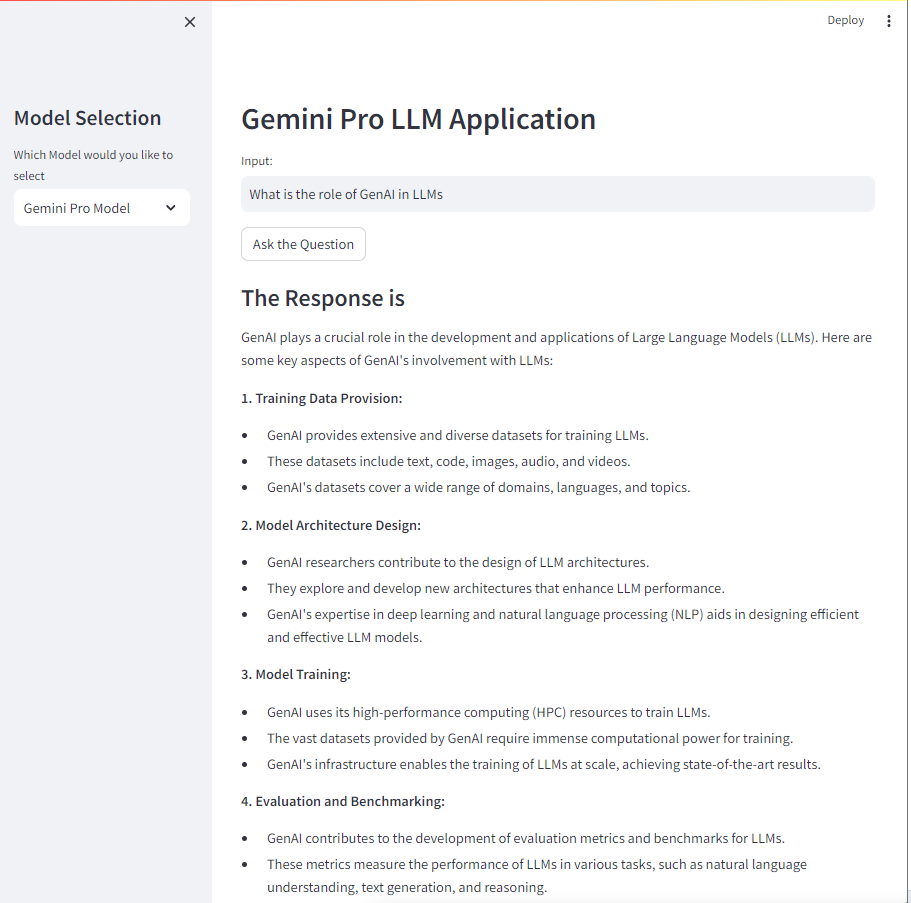 Deploy
Model Selection
Which Model would you like to
select
Gemini Pro Model
Gemini Pro LLM Application
Input:
What is the role of GenAI in LLMs
Ask the Question
The Response is
GenAI plays a crucial role in the development and applications of Large Language Models (LLMs). Here are
some key aspects of GenAI's involvement with LLMs:
1. Training Data Provision:
• GenAI provides extensive and diverse datasets for training LLMs.
• These datasets include text, code, images, audio, and videos.
• GenAI's datasets cover a wide range of domains, languages, and topics.
2. Model Architecture Design:
• GenAI researchers contribute to the design of LLM architectures.
• They explore and develop new architectures that enhance LLM performance.
• GenAI's expertise in deep learning and natural language processing (NLP) aids in designing efficient
and effective LLM models.
3. Model Training:
• GenAI uses its high-performance computing (HPC) resources to train LLMs.
• The vast datasets provided by GenAI require immense computational power for training.
• GenAI's infrastructure enables the training of LLMs at scale, achieving state-of-the-art results.
4. Evaluation and Benchmarking:
• GenAI contributes to the development of evaluation metrics and benchmarks for LLMs.
• These metrics measure the performance of LLMs in various tasks, such as natural language
understanding, text generation, and reasoning.